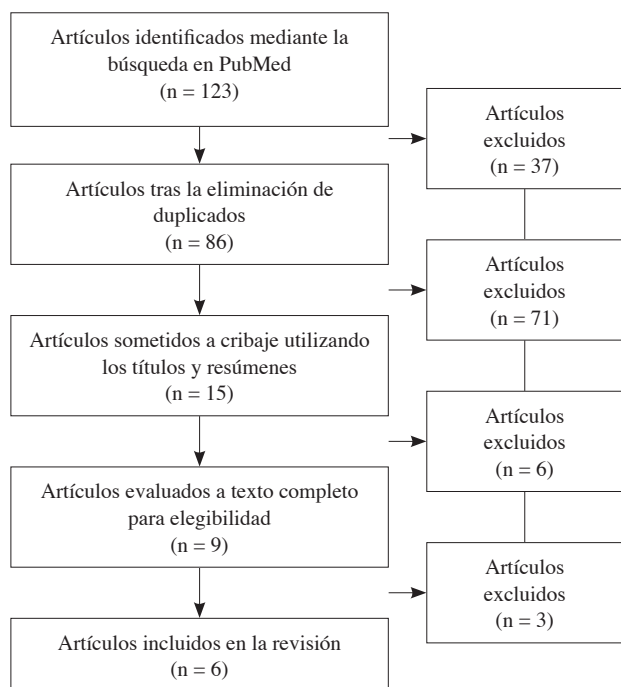 Artículos identificados mediante la
búsqueda en PubMed
(n = 123)
Artículos
excluidos
(n = 37)
Artículos tras la eliminación de
duplicados
(n = 86)
Artículos
excluidos
(n = 71)
Artículos sometidos a cribaje utilizando
los títulos y resúmenes
(n = 15)
Artículos
excluidos
(n = 6)
Artículos evaluados a texto completo
para elegibilidad
(n = 9)
Artículos
excluidos
(n = 3)
Artículos incluidos en la revisión
(n = 6)